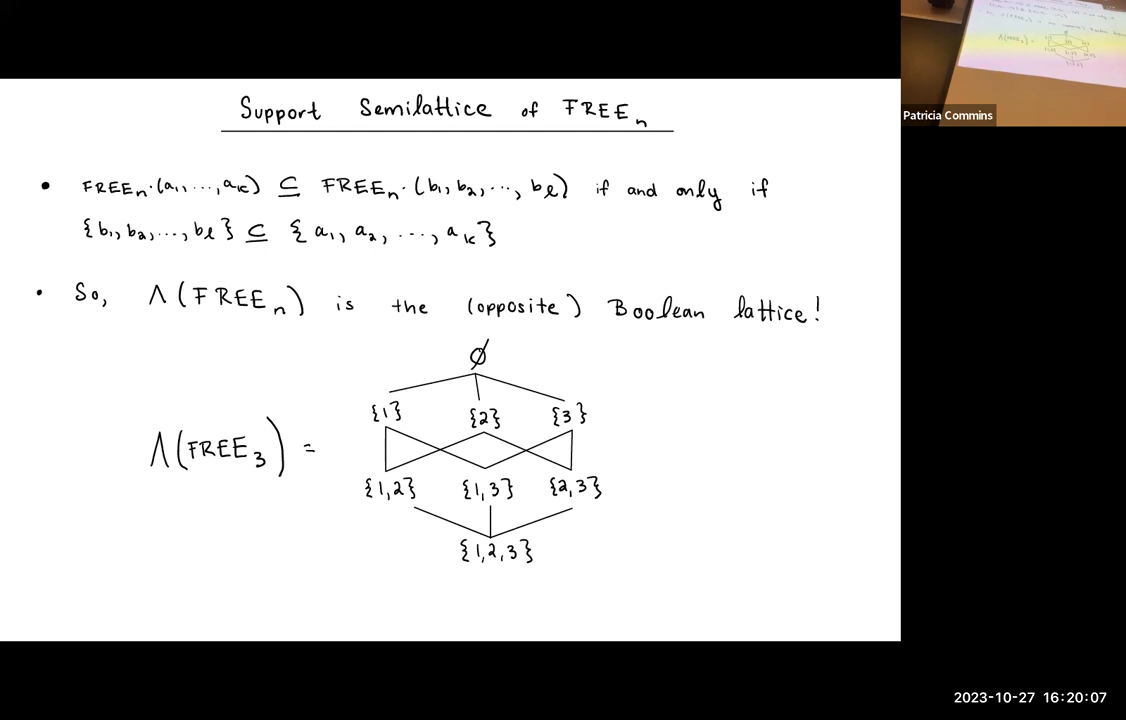 Support Semilattice of FREEₙ
• FREEₙ·(a₁, ..., aₖ) ⊆ FREEₙ·(b₁, b₂, ..., bₗ) if and only if
{b₁, b₂, ..., bₗ} ⊆ {a₁, a₂, ..., aₖ}
• So, Λ(FREEₙ) is the (opposite) Boolean lattice!
∅
{1} {2} {3}
Λ(FREE₃) =
{1,2} {1,3} {2,3}
{1,2,3}
Patricia Commins
2023-10-27 16:20:07